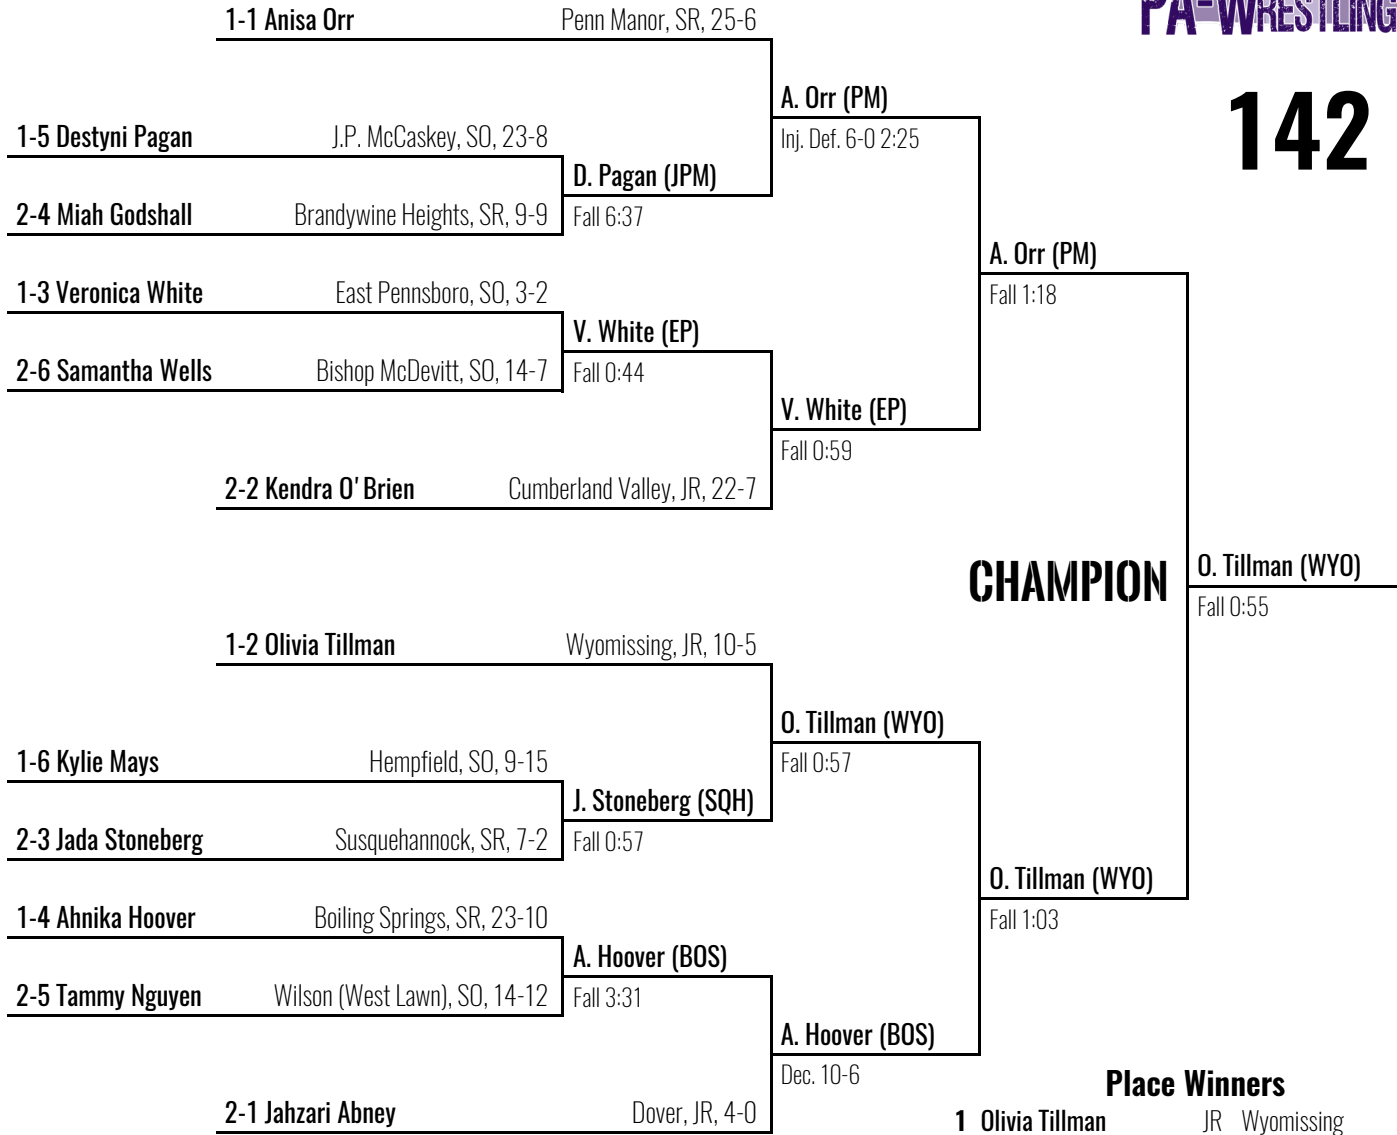 PA-WRESTLING
142
1-1 Anisa Orr Penn Manor, SR, 25-6
A. Orr (PM)
Inj. Def. 6-0 2:25
1-5 Destyni Pagan J.P. McCaskey, SO, 23-8
D. Pagan (JPM)
Fall 6:37
2-4 Miah Godshall Brandywine Heights, SR, 9-9
A. Orr (PM)
Fall 1:18
1-3 Veronica White East Pennsboro, SO, 3-2
V. White (EP)
Fall 0:44
2-6 Samantha Wells Bishop McDevitt, SO, 14-7
V. White (EP)
Fall 0:59
2-2 Kendra O'Brien Cumberland Valley, JR, 22-7
CHAMPION
O. Tillman (WYO)
Fall 0:55
1-2 Olivia Tillman Wyomissing, JR, 10-5
O. Tillman (WYO)
Fall 0:57
1-6 Kylie Mays Hempfield, SO, 9-15
J. Stoneberg (SQH)
Fall 0:57
2-3 Jada Stoneberg Susquehannock, SR, 7-2
O. Tillman (WYO)
Fall 1:03
1-4 Ahnika Hoover Boiling Springs, SR, 23-10
A. Hoover (BOS)
Fall 3:31
2-5 Tammy Nguyen Wilson (West Lawn), SO, 14-12
A. Hoover (BOS)
Dec. 10-6
2-1 Jahzari Abney Dover, JR, 4-0
Place Winners
1 Olivia Tillman JR Wyomissing